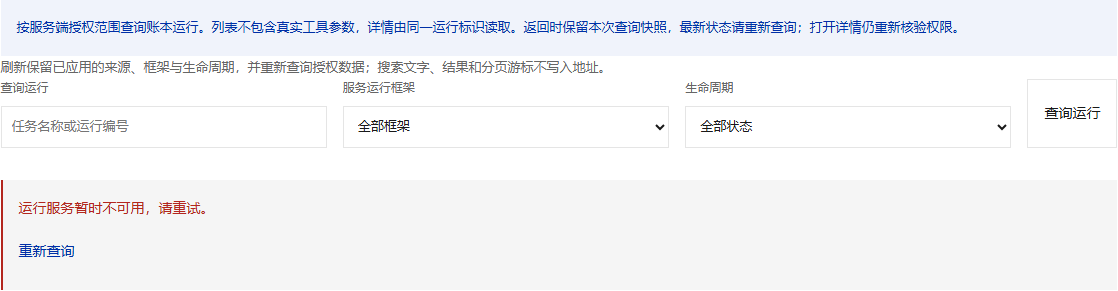 按服务端授权范围查询账本运行。列表不包含真实工具参数，详情由同一运行标识读取。返回时保留本次查询快照，最新状态请重新查询；打开详情仍重新核验权限。
刷新保留已应用的来源、框架与生命周期，并重新查询授权数据；搜索文字、结果和分页游标不写入地址。
查询运行
服务运行框架
生命周期
任务名称或运行编号
全部框架
全部状态
查询运行
运行服务暂时不可用，请重试。
重新查询